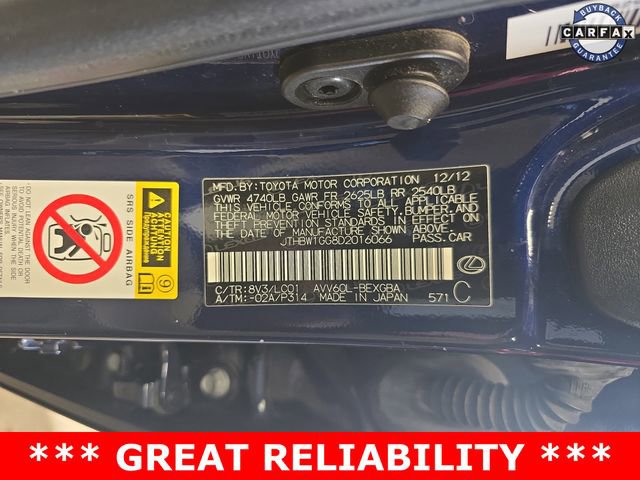 BUYBACK
CARFAX
GUARANTEE
MFD.BY:TOYOTA MOTOR CORPORATION 12/12
GVWR 4740LB GAWR FR 2625LB RR 2540LB
THIS VEHICLE CONFORMS TO ALL APPLICABLE
FEDERAL MOTOR VEHICLE SAFETY, BUMPER, AND
THEFT PREVENTION STANDARDS IN EFFECT ON
THE DATE OF MANUFACTURE SHOWN ABOVE.
JTHBW1GG8D2016066 PASS.CAR
C/TR:8V3/LC01 AVV60L-BEXGBA
A/TM:-02A/P314 MADE IN JAPAN 571 C
CAUTION
SRS SIDE AIRBAG
9
*** GREAT RELIABILITY ***